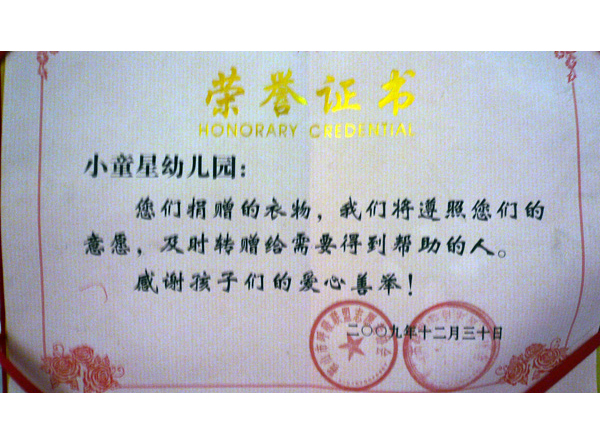 荣誉证书
HONORARY CREDENTIAL
小童星幼儿园：
您们捐赠的衣物，我们将遵照您们的
意愿，及时转赠给需要得到帮助的人。
感谢孩子们的爱心善举！
二〇〇九年十二月三十日